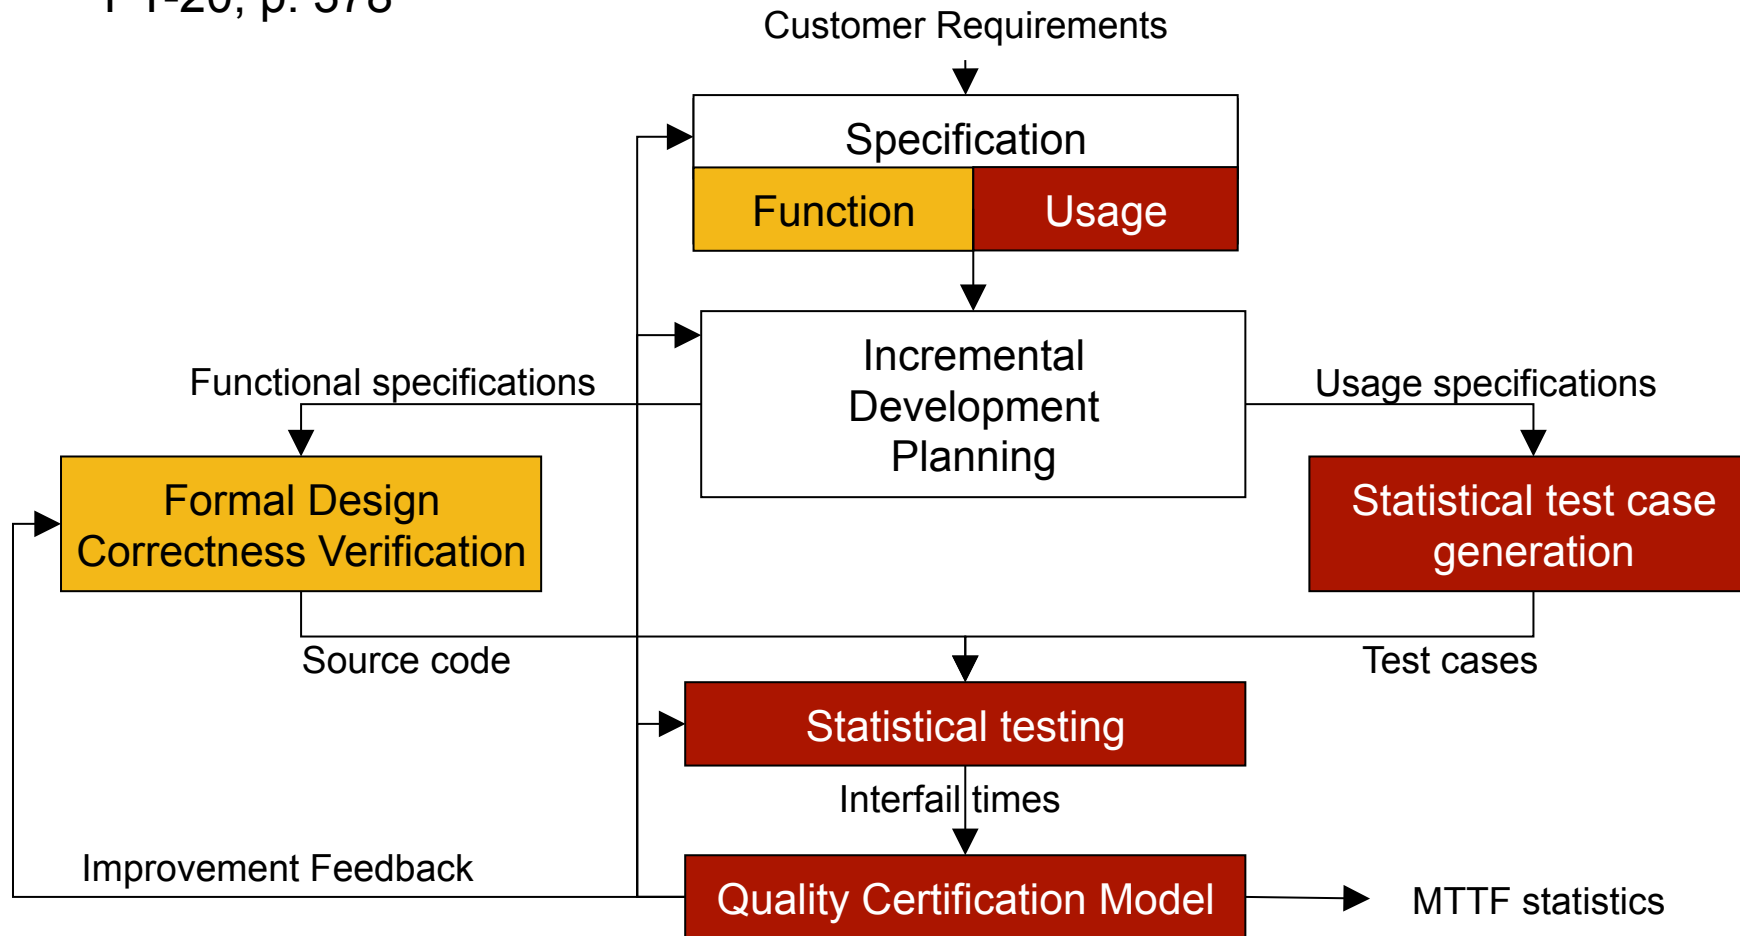 p. 378
Customer Requirements
Specification
Function
Usage
Incremental
Development
Planning
Functional specifications
Usage specifications
Formal Design
Correctness Verification
Statistical test case
generation
Source code
Test cases
Statistical testing
Interfail times
Improvement Feedback
Quality Certification Model
MTTF statistics